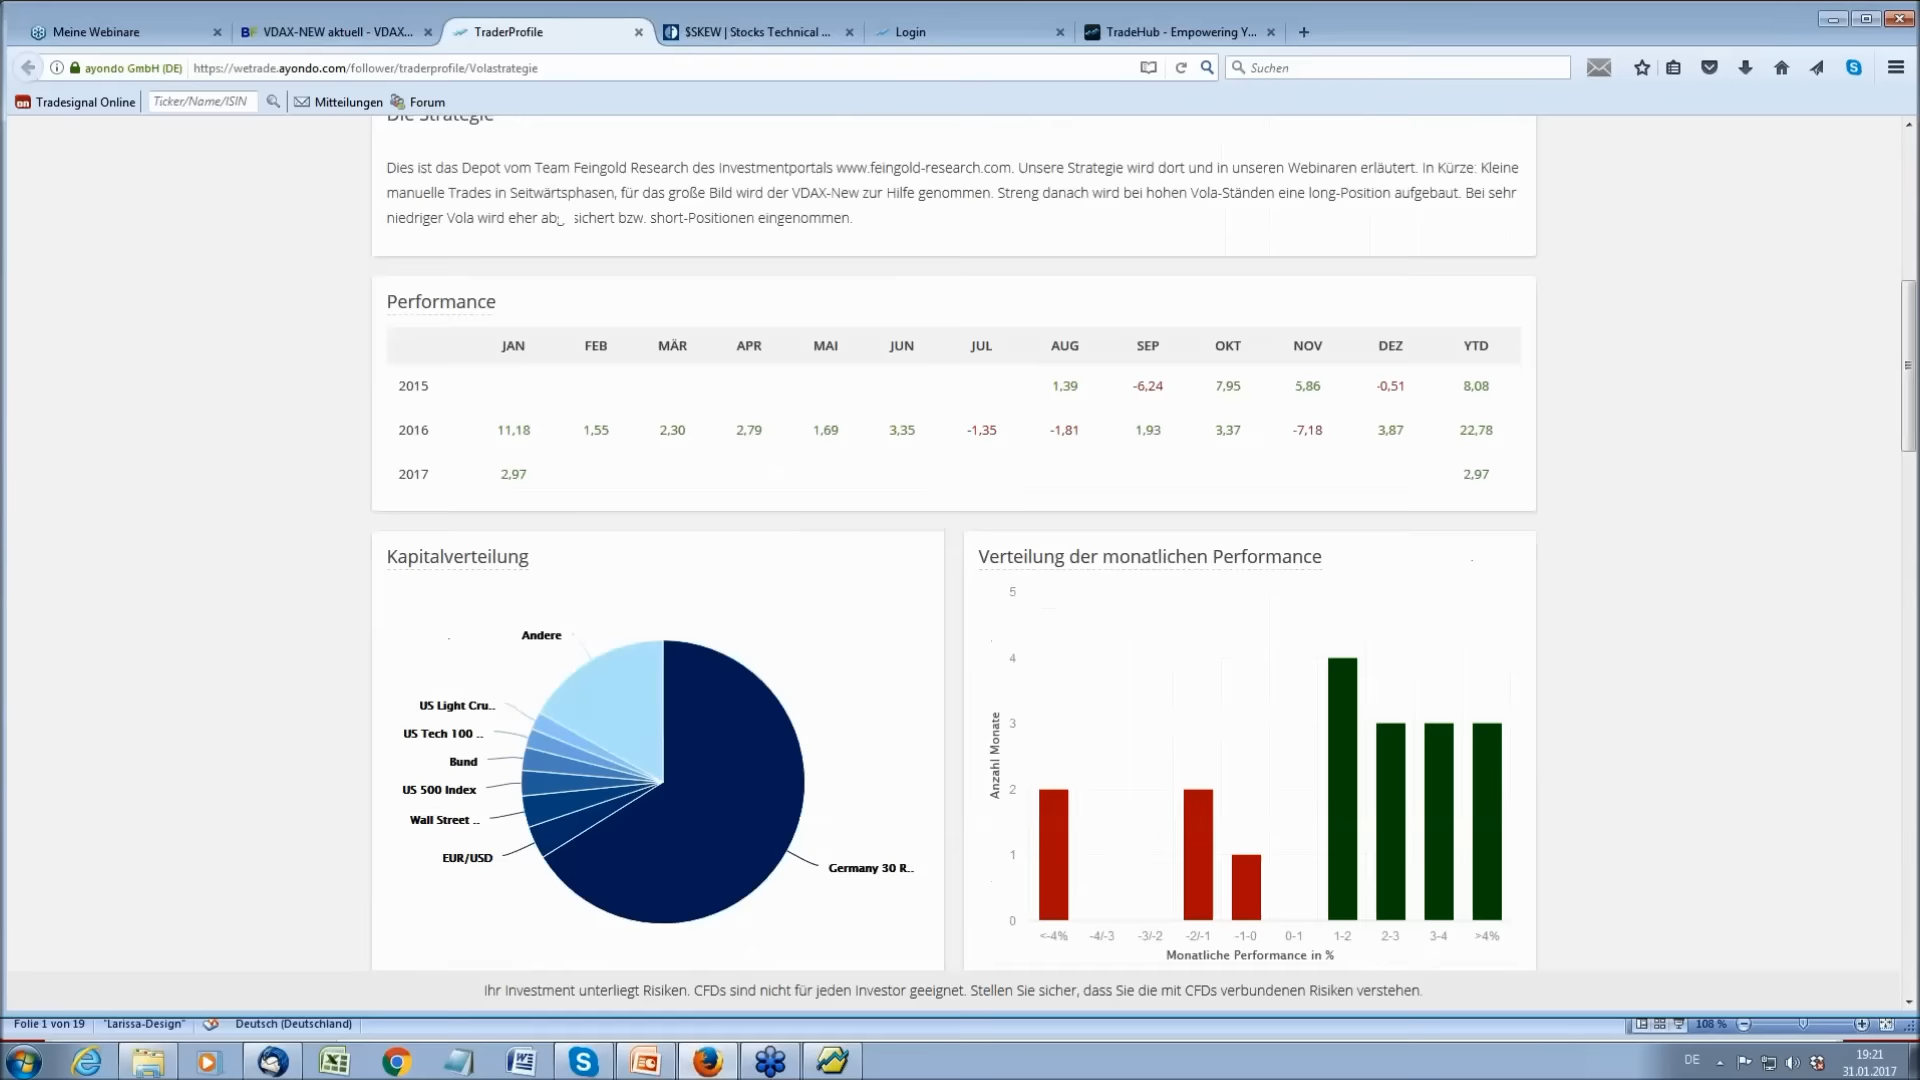 Meine Webinare
VDAX-NEW aktuell - VDAX...
TraderProfile
$SKEW | Stocks Technical ...
Login
TradeHub - Empowering Y...
ayondo GmbH (DE) https://wetrade.ayondo.com/follower/traderprofile/Volastrategie
Suchen
Tradesignal Online Ticker/Name/ISIN Mitteilungen Forum
Die Strategie
Dies ist das Depot vom Team Feingold Research des Investmentportals www.feingold-research.com. Unsere Strategie wird dort und in unseren Webinaren erläutert. In Kürze: Kleine
manuelle Trades in Seitwärtsphasen, für das große Bild wird der VDAX-New zur Hilfe genommen. Streng danach wird bei hohen Vola-Ständen eine long-Position aufgebaut. Bei sehr
niedriger Vola wird eher abgesichert bzw. short-Positionen eingenommen.
Performance
JAN FEB MÄR APR MAI JUN JUL AUG SEP OKT NOV DEZ YTD
2015 1,39 -6,24 7,95 5,86 -0,51 8,08
2016 11,18 1,55 2,30 2,79 1,69 3,35 -1,35 -1,81 1,93 3,37 -7,18 3,87 22,78
2017 2,97 2,97
Kapitalverteilung
Andere
US Light Cru..
US Tech 100 ..
Bund
US 500 Index
Wall Street ..
EUR/USD
Germany 30 R..
Verteilung der monatlichen Performance
5
4
3
2
1
0
Anzahl Monate
<-4% -4/-3 -3/-2 -2/-1 -1-0 0-1 1-2 2-3 3-4 >4%
Monatliche Performance in %
Ihr Investment unterliegt Risiken. CFDs sind nicht für jeden Investor geeignet. Stellen Sie sicher, dass Sie die mit CFDs verbundenen Risiken verstehen.
Folie 1 von 19 "Larissa-Design" Deutsch (Deutschland) 108 %
DE 19:21
31.01.2017